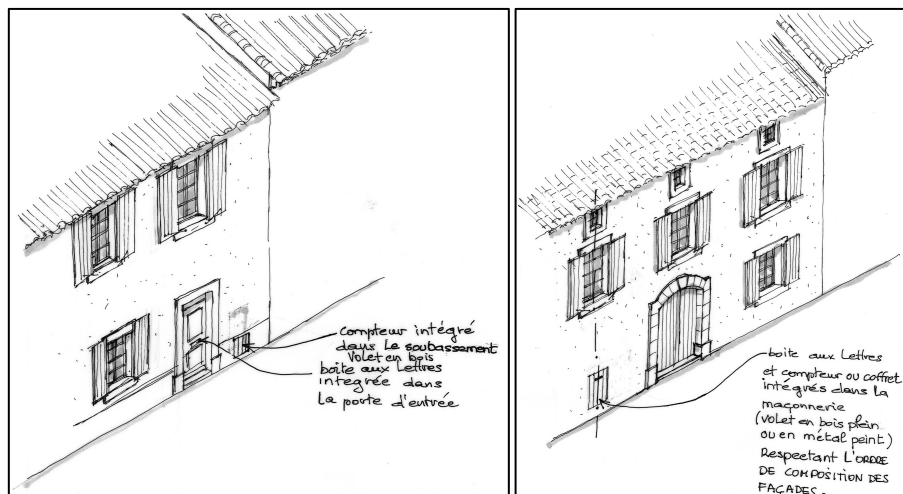 compteur intégré
dans le soubassement
volet en bois
boite aux lettres
integrée dans
la porte d'entrée
boite aux lettres
et compteur ou coffret
intégrés dans la
maçonnerie
(volet en bois plein
ou en métal peint)
Respectant L'ORDRE
DE COMPOSITION DES
FAÇADES.